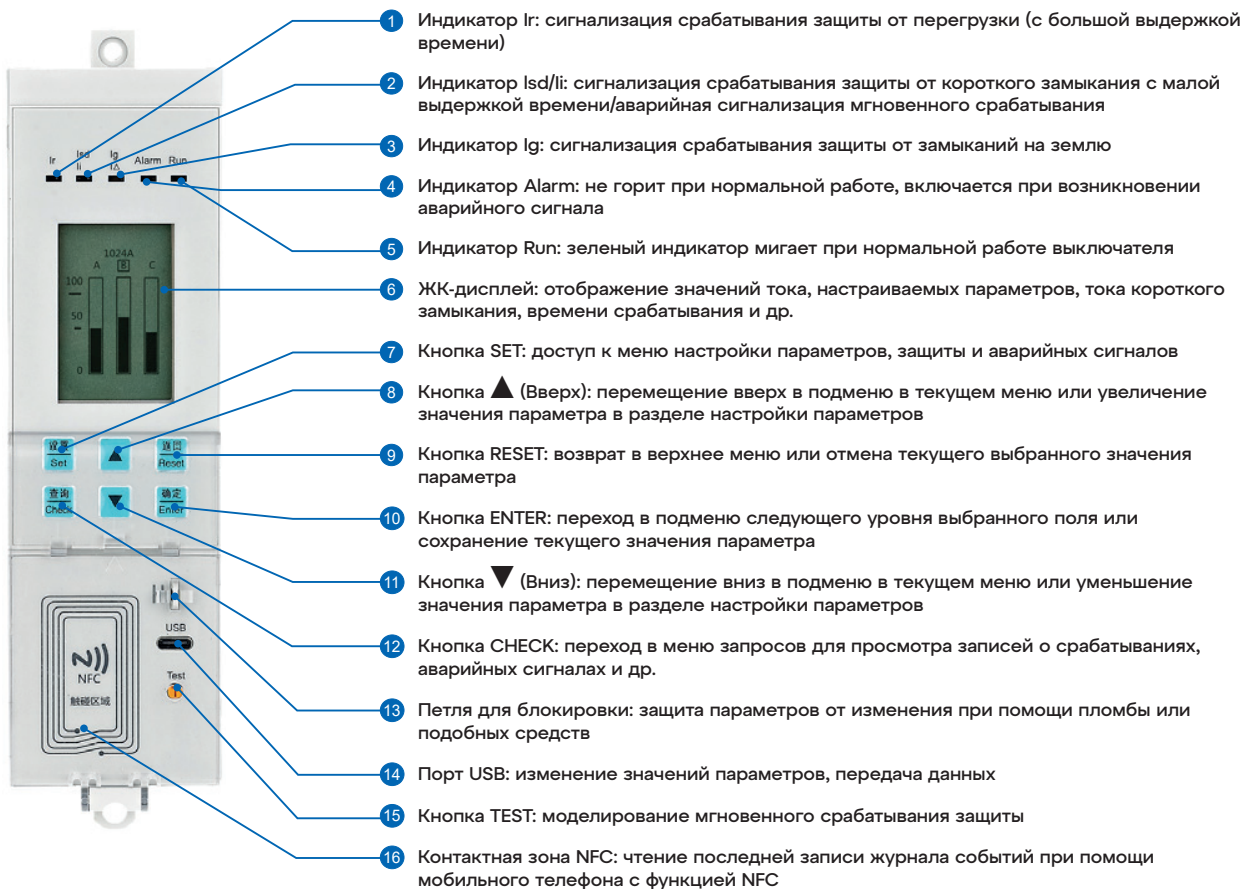 1 Индикатор Ir: сигнализация срабатывания защиты от перегрузки (с большой выдержкой
времени)
2 Индикатор Isd/Ii: сигнализация срабатывания защиты от короткого замыкания с малой
выдержкой времени/аварийная сигнализация мгновенного срабатывания
3 Индикатор Ig: сигнализация срабатывания защиты от замыканий на землю
4 Индикатор Alarm: не горит при нормальной работе, включается при возникновении
аварийного сигнала
5 Индикатор Run: зеленый индикатор мигает при нормальной работе выключателя
6 ЖК-дисплей: отображение значений тока, настраиваемых параметров, тока короткого
замыкания, времени срабатывания и др.
7 Кнопка SET: доступ к меню настройки параметров, защиты и аварийных сигналов
8 Кнопка ▲ (Вверх): перемещение вверх в подменю в текущем меню или увеличение
значения параметра в разделе настройки параметров
9 Кнопка RESET: возврат в верхнее меню или отмена текущего выбранного значения
параметра
10 Кнопка ENTER: переход в подменю следующего уровня выбранного поля или
сохранение текущего значения параметра
11 Кнопка ▼ (Вниз): перемещение вниз в подменю в текущем меню или уменьшение
значения параметра в разделе настройки параметров
12 Кнопка CHECK: переход в меню запросов для просмотра записей о срабатываниях,
аварийных сигналах и др.
13 Петля для блокировки: защита параметров от изменения при помощи пломбы или
подобных средств
14 Порт USB: изменение значений параметров, передача данных
15 Кнопка TEST: моделирование мгновенного срабатывания защиты
16 Контактная зона NFC: чтение последней записи журнала событий при помощи
мобильного телефона с функцией NFC
Ir Isd Ig Alarm Run
Ii I△
1024A
A B C
100
50
0
设置 ▲ 返回
Set Reset
查询 ▼ 确定
Check Enter
USB
NFC
触碰区域
Test